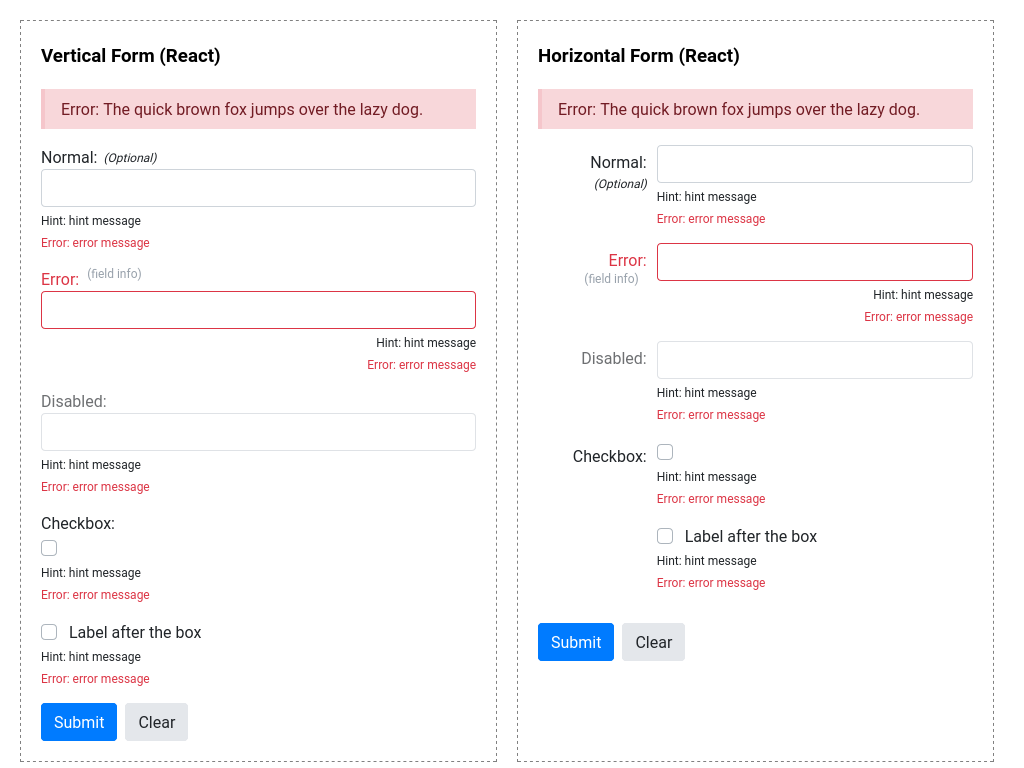 Vertical Form (React)
Error: The quick brown fox jumps over the lazy dog.
Normal: (Optional)
Hint: hint message
Error: error message
Error: (field info)
Hint: hint message
Error: error message
Disabled:
Hint: hint message
Error: error message
Checkbox:
Hint: hint message
Error: error message
Label after the box
Hint: hint message
Error: error message
Submit Clear
Horizontal Form (React)
Error: The quick brown fox jumps over the lazy dog.
Normal:
(Optional)
Hint: hint message
Error: error message
Error:
(field info)
Hint: hint message
Error: error message
Disabled:
Hint: hint message
Error: error message
Checkbox:
Hint: hint message
Error: error message
Label after the box
Hint: hint message
Error: error message
Submit Clear